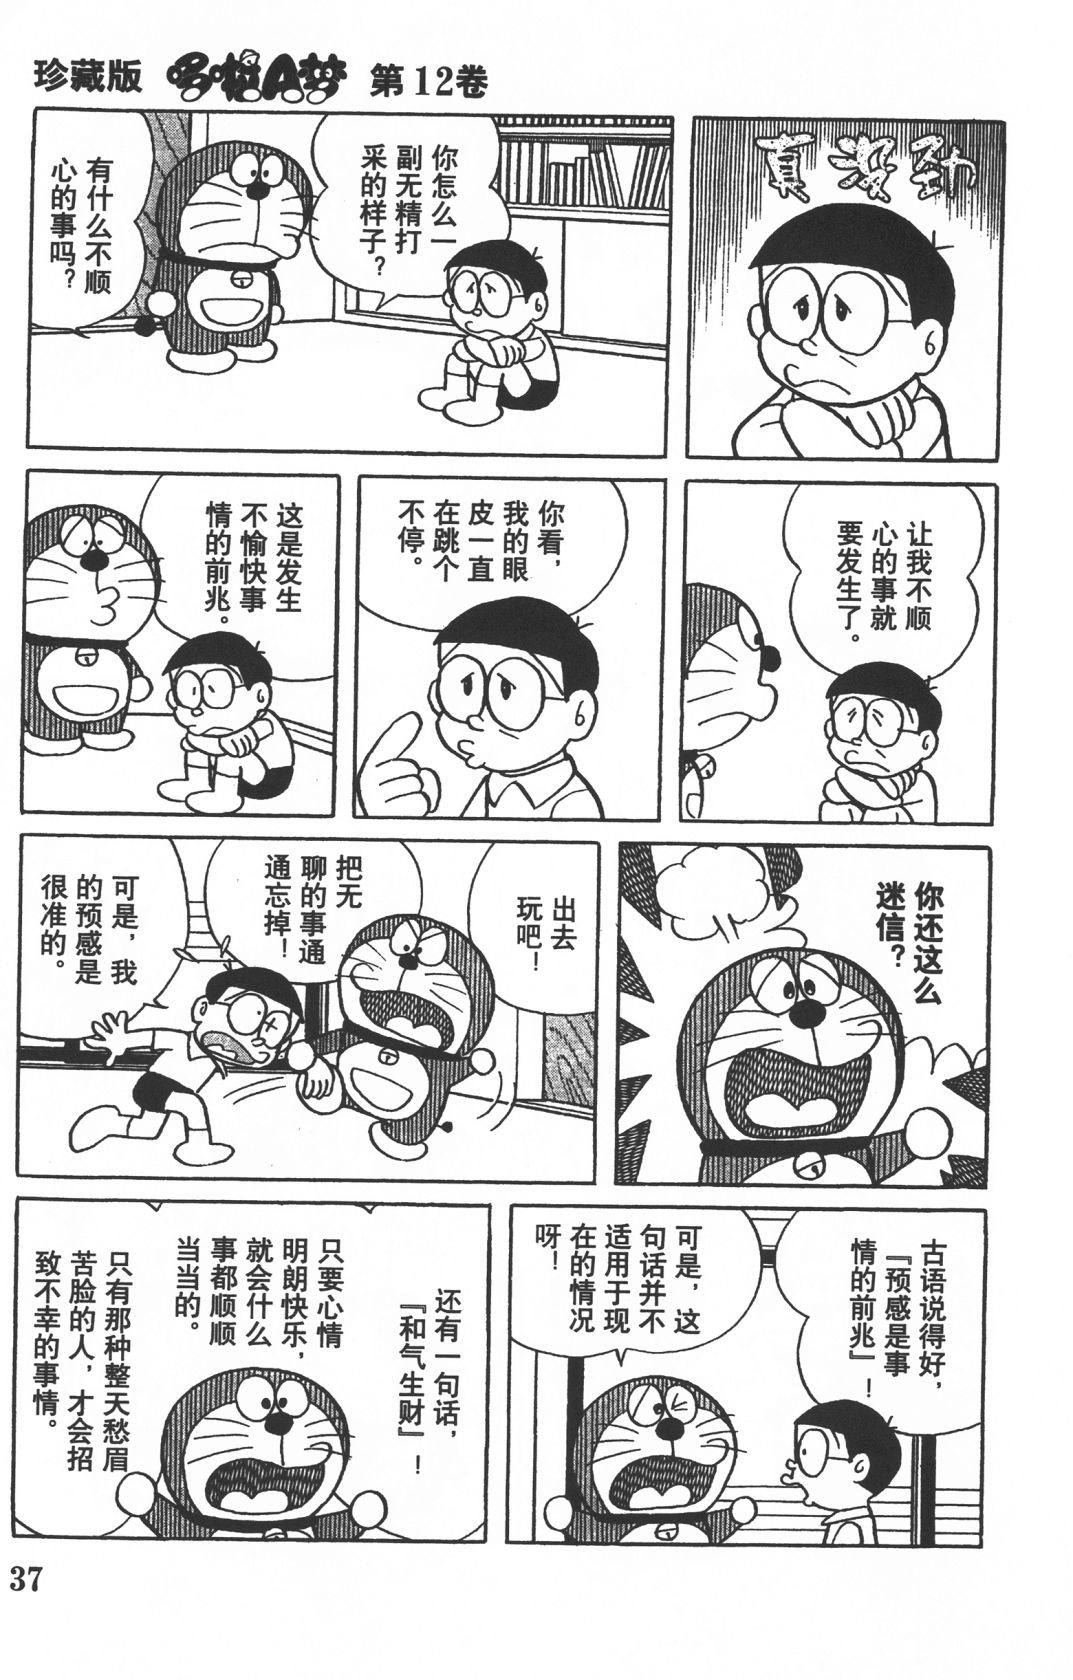 珍藏版 哆啦A梦 第12卷
真没劲
你怎么一
副无精打
采的样子？
有什么不顺
心的事吗？
让我不顺
心的事就
要发生了。
你看，
我的眼
皮一直
在跳个
不停。
这是发生
不愉快事
情的前兆。
你还这么
迷信？
出去
玩吧！
把无
聊的事通
通忘掉！
可是，我
的预感是
很准的。
古语说得好，
『预感是事
情的前兆』！
可是，这
句话并不
适用于现
在的情况
呀！
还有一句话，
『和气生财』！
只要心情
明朗快乐，
就会什么
事都顺顺
当当的。
只有那种整天愁眉
苦脸的人，才会招
致不幸的事情。
37